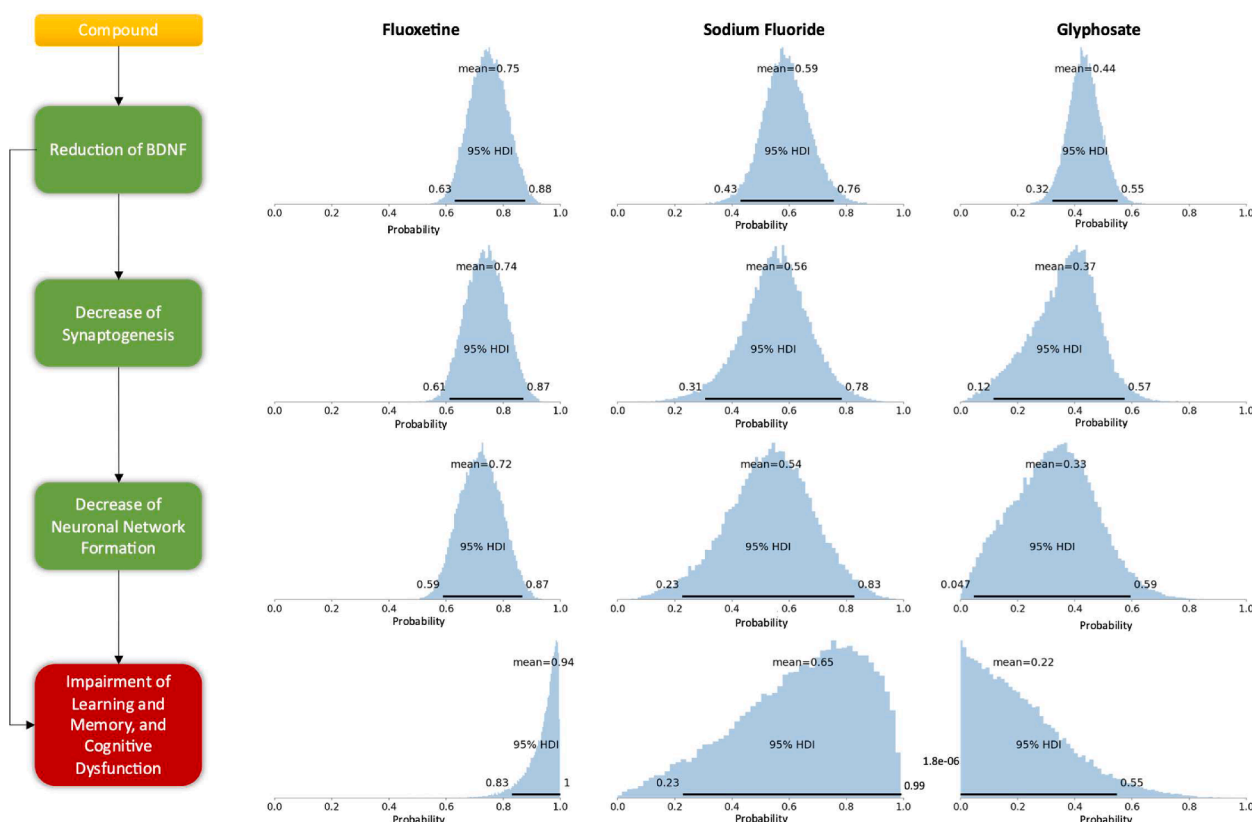 Compound
Fluoxetine
Sodium Fluoride
Glyphosate
Reduction of BDNF
mean=0.75
95% HDI
0.63
0.88
0.0 0.2 0.4 0.6 0.8 1.0
Probability
mean=0.59
95% HDI
0.43
0.76
0.0 0.2 0.4 0.6 0.8 1.0
Probability
mean=0.44
95% HDI
0.32
0.55
0.0 0.2 0.4 0.6 0.8 1.0
Probability
Decrease of
Synaptogenesis
mean=0.74
95% HDI
0.61
0.87
0.0 0.2 0.4 0.6 0.8 1.0
Probability
mean=0.56
95% HDI
0.31
0.78
0.0 0.2 0.4 0.6 0.8 1.0
Probability
mean=0.37
95% HDI
0.12
0.57
0.0 0.2 0.4 0.6 0.8 1.0
Probability
Decrease of
Neuronal Network
Formation
mean=0.72
95% HDI
0.59
0.87
0.0 0.2 0.4 0.6 0.8 1.0
Probability
mean=0.54
95% HDI
0.23
0.83
0.0 0.2 0.4 0.6 0.8 1.0
Probability
mean=0.33
95% HDI
0.047
0.59
0.0 0.2 0.4 0.6 0.8 1.0
Probability
Impairment of
Learning and
Memory, and
Cognitive
Dysfunction
mean=0.94
95% HDI
0.83
1
0.0 0.2 0.4 0.6 0.8 1.0
Probability
mean=0.65
95% HDI
0.23
0.99
0.0 0.2 0.4 0.6 0.8 1.0
Probability
mean=0.22
95% HDI
1.8e-06
0.55
0.0 0.2 0.4 0.6 0.8 1.0
Probability